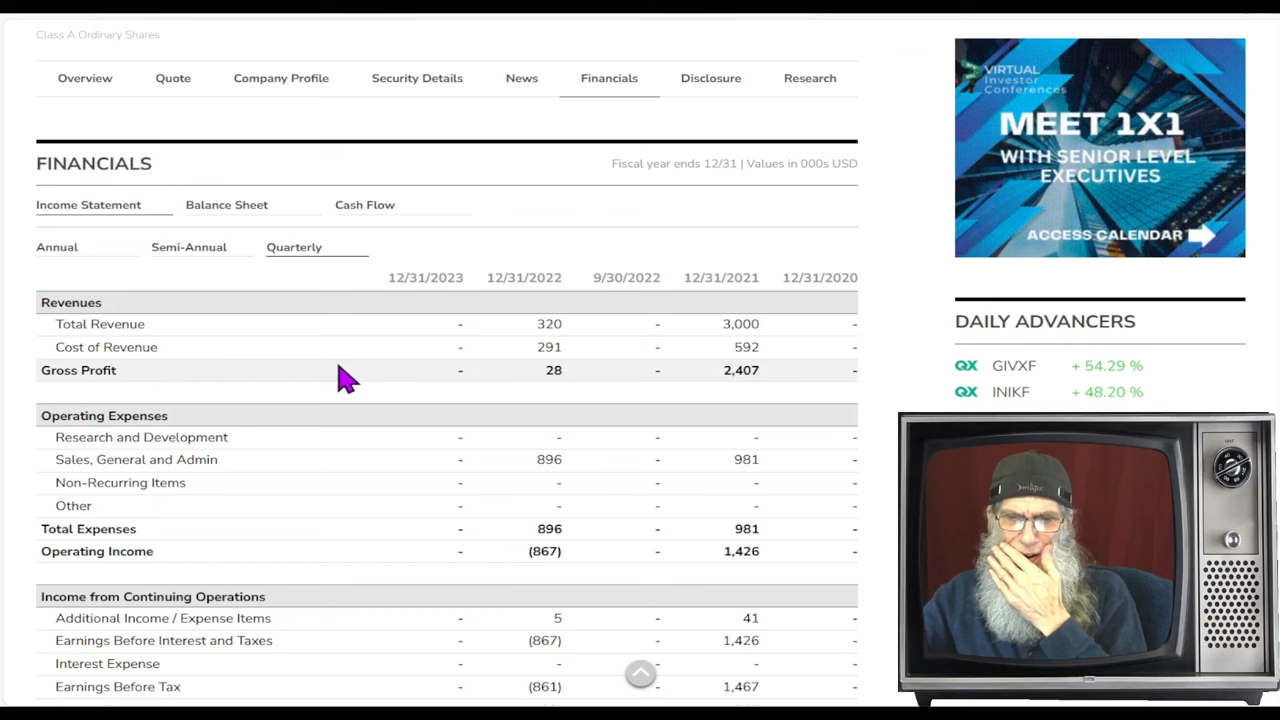 Class A Ordinary Shares
Overview Quote Company Profile Security Details News Financials Disclosure Research
FINANCIALS Fiscal year ends 12/31 | Values in 000s USD
Income Statement Balance Sheet Cash Flow
Annual Semi-Annual Quarterly
12/31/2023 12/31/2022 9/30/2022 12/31/2021 12/31/2020
Revenues
Total Revenue - 320 - 3,000 -
Cost of Revenue - 291 - 592 -
Gross Profit - 28 - 2,407 -
Operating Expenses
Research and Development - - - - -
Sales, General and Admin - 896 - 981 -
Non-Recurring Items - - - - -
Other - - - - -
Total Expenses - 896 - 981 -
Operating Income - (867) - 1,426 -
Income from Continuing Operations
Additional Income / Expense Items - 5 - 41 -
Earnings Before Interest and Taxes - (867) - 1,426 -
Interest Expense - - - - -
Earnings Before Tax - (861) - 1,467 -
VIRTUAL
Investor
Conferences
MEET 1X1
WITH SENIOR LEVEL
EXECUTIVES
ACCESS CALENDAR
DAILY ADVANCERS
QX GIVXF + 54.29 %
QX INIKF + 48.20 %